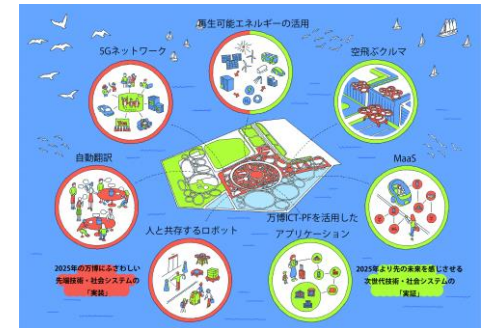 再生可能エネルギーの活用
5Gネットワーク
空飛ぶクルマ
自動翻訳
MaaS
人と共存するロボット
万博ICT-PFを活用した
アプリケーション
2025年の万博にふさわしい
先端技術・社会システムの
「実装」
2025年より先の未来を感じさせる
次世代技術・社会システムの
「実証」